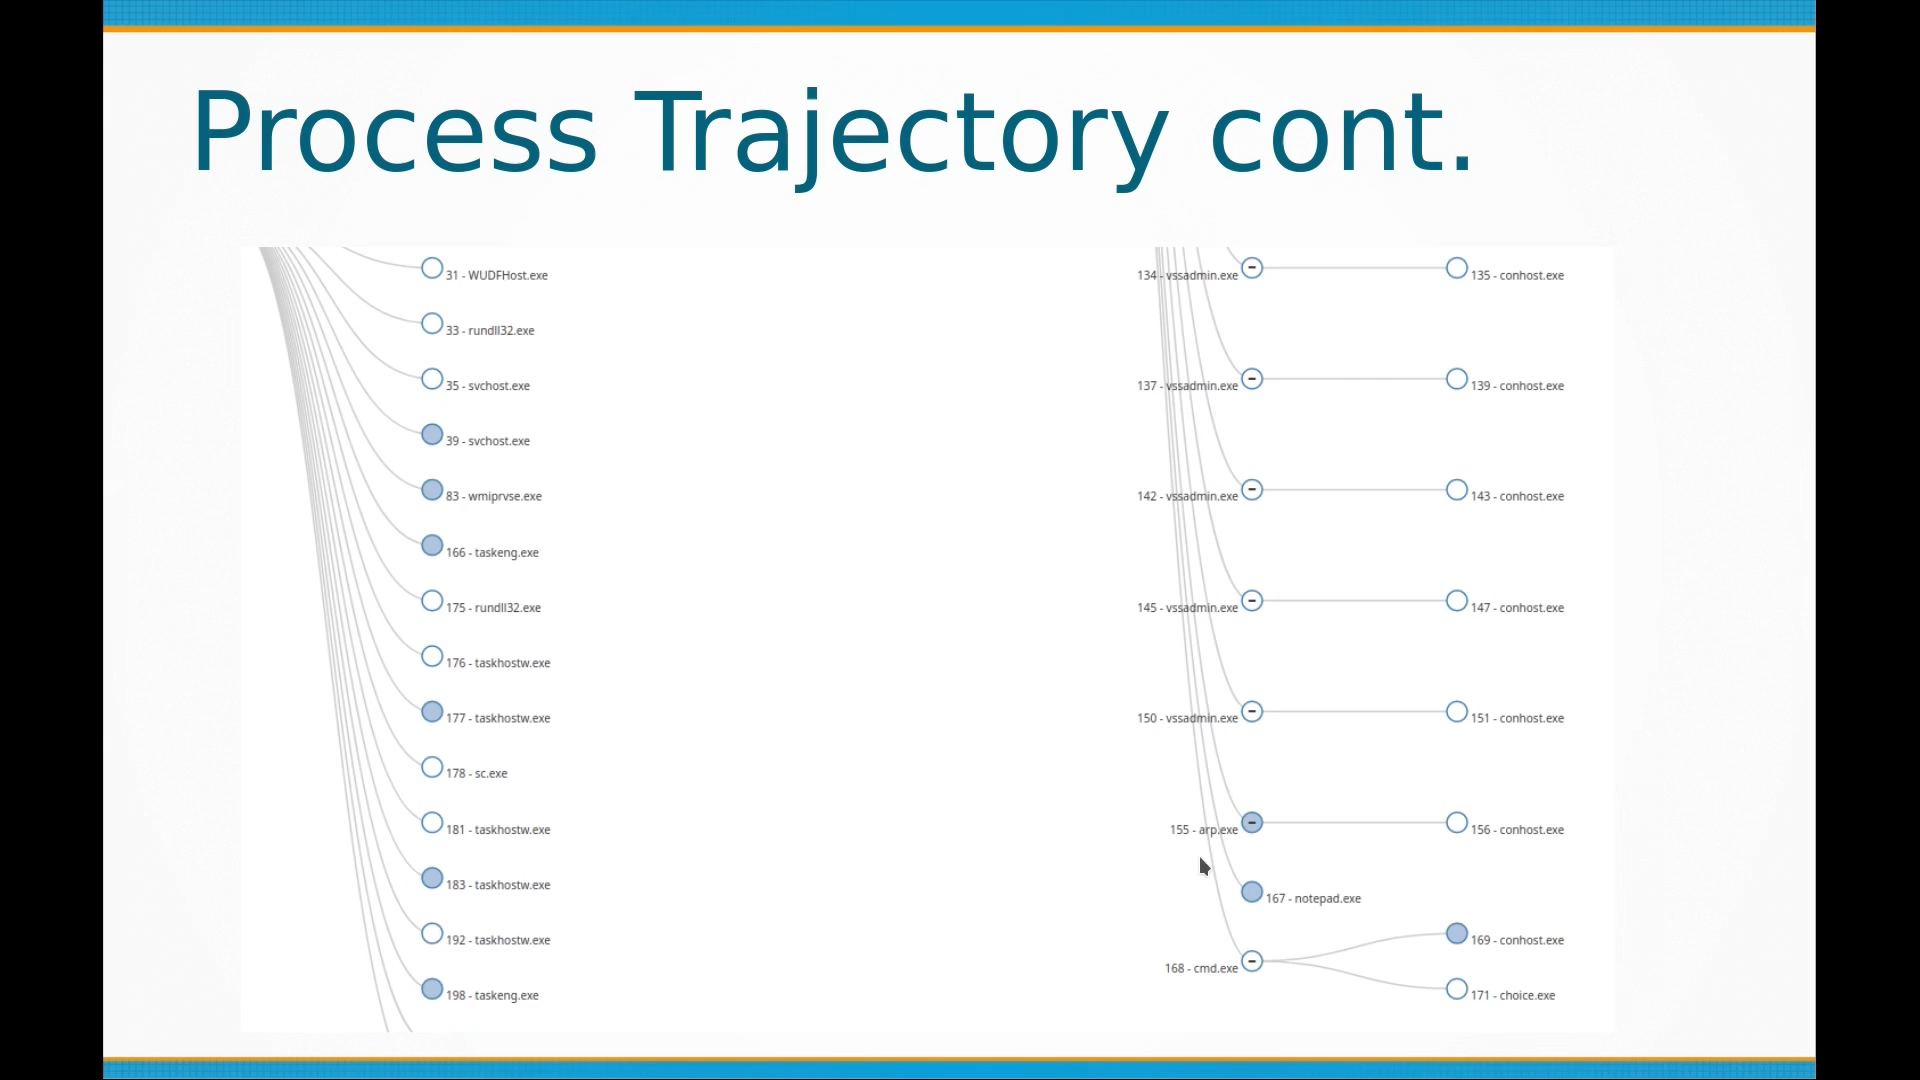 Process Trajectory cont.
31 - WUDFHost.exe
33 - rundll32.exe
35 - svchost.exe
39 - svchost.exe
83 - wmiprvse.exe
166 - taskeng.exe
175 - rundll32.exe
176 - taskhostw.exe
177 - taskhostw.exe
178 - sc.exe
181 - taskhostw.exe
183 - taskhostw.exe
192 - taskhostw.exe
198 - taskeng.exe
134 - vssadmin.exe
135 - conhost.exe
137 - vssadmin.exe
139 - conhost.exe
142 - vssadmin.exe
143 - conhost.exe
145 - vssadmin.exe
147 - conhost.exe
150 - vssadmin.exe
151 - conhost.exe
155 - arp.exe
156 - conhost.exe
167 - notepad.exe
168 - cmd.exe
169 - conhost.exe
171 - choice.exe